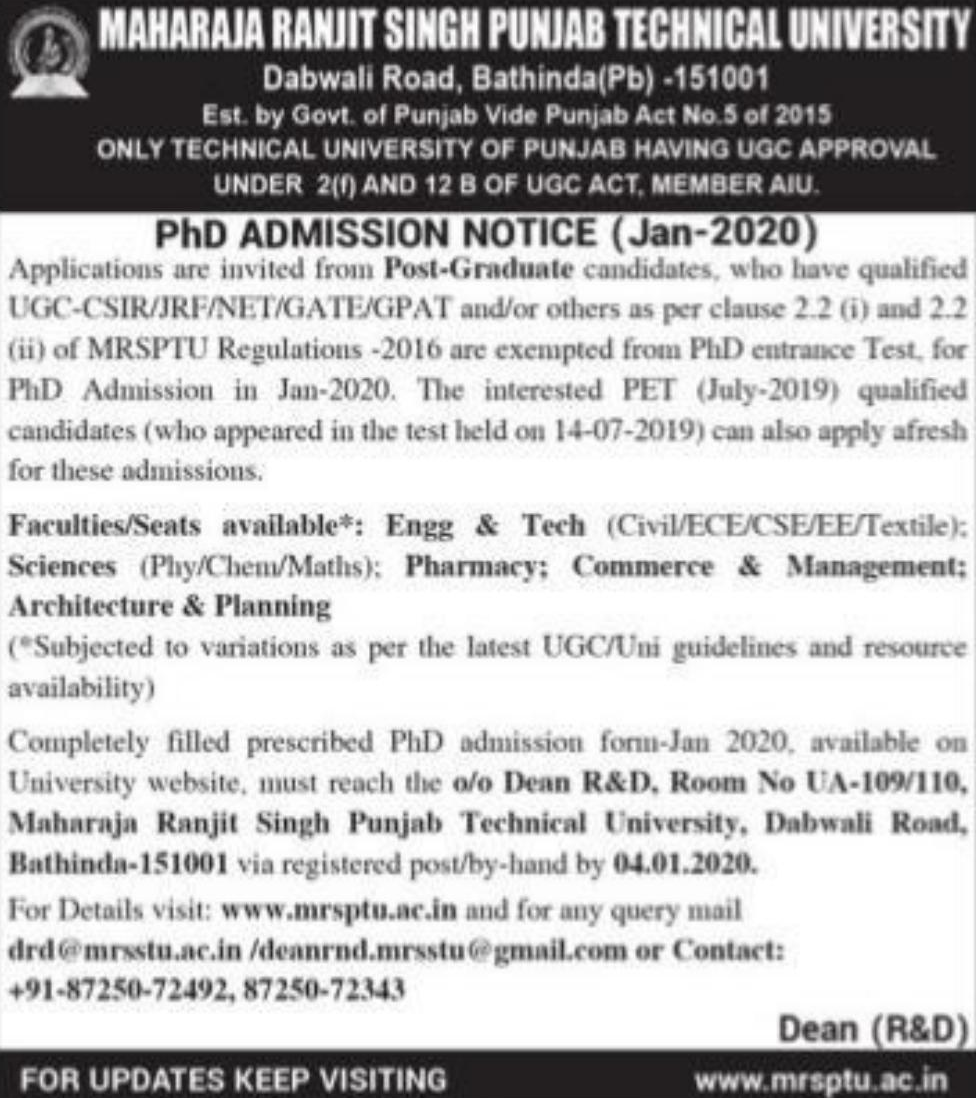 MAHARAJA RANJIT SINGH PUNJAB TECHNICAL UNIVERSITY
Dabwali Road, Bathinda(Pb) -151001
Est. by Govt. of Punjab Vide Punjab Act No.5 of 2015
ONLY TECHNICAL UNIVERSITY OF PUNJAB HAVING UGC APPROVAL
UNDER 2(f) AND 12 B OF UGC ACT, MEMBER AIU.
PhD ADMISSION NOTICE (Jan-2020)
Applications are invited from Post-Graduate candidates, who have qualified
UGC-CSIR/JRF/NET/GATE/GPAT and/or others as per clause 2.2 (i) and 2.2
(ii) of MRSPTU Regulations -2016 are exempted from PhD entrance Test, for
PhD Admission in Jan-2020. The interested PET (July-2019) qualified
candidates (who appeared in the test held on 14-07-2019) can also apply afresh
for these admissions.
Faculties/Seats available*: Engg & Tech (Civil/ECE/CSE/EE/Textile);
Sciences (Phy/Chem/Maths); Pharmacy; Commerce & Management;
Architecture & Planning
(*Subjected to variations as per the latest UGC/Uni guidelines and resource
availability)
Completely filled prescribed PhD admission form-Jan 2020, available on
University website, must reach the o/o Dean R&D, Room No UA-109/110,
Maharaja Ranjit Singh Punjab Technical University, Dabwali Road,
Bathinda-151001 via registered post/by-hand by 04.01.2020.
For Details visit: www.mrsptu.ac.in and for any query mail
drd@mrsstu.ac.in /deanrnd.mrsstu@gmail.com or Contact:
+91-87250-72492, 87250-72343
Dean (R&D)
FOR UPDATES KEEP VISITING www.mrsptu.ac.in